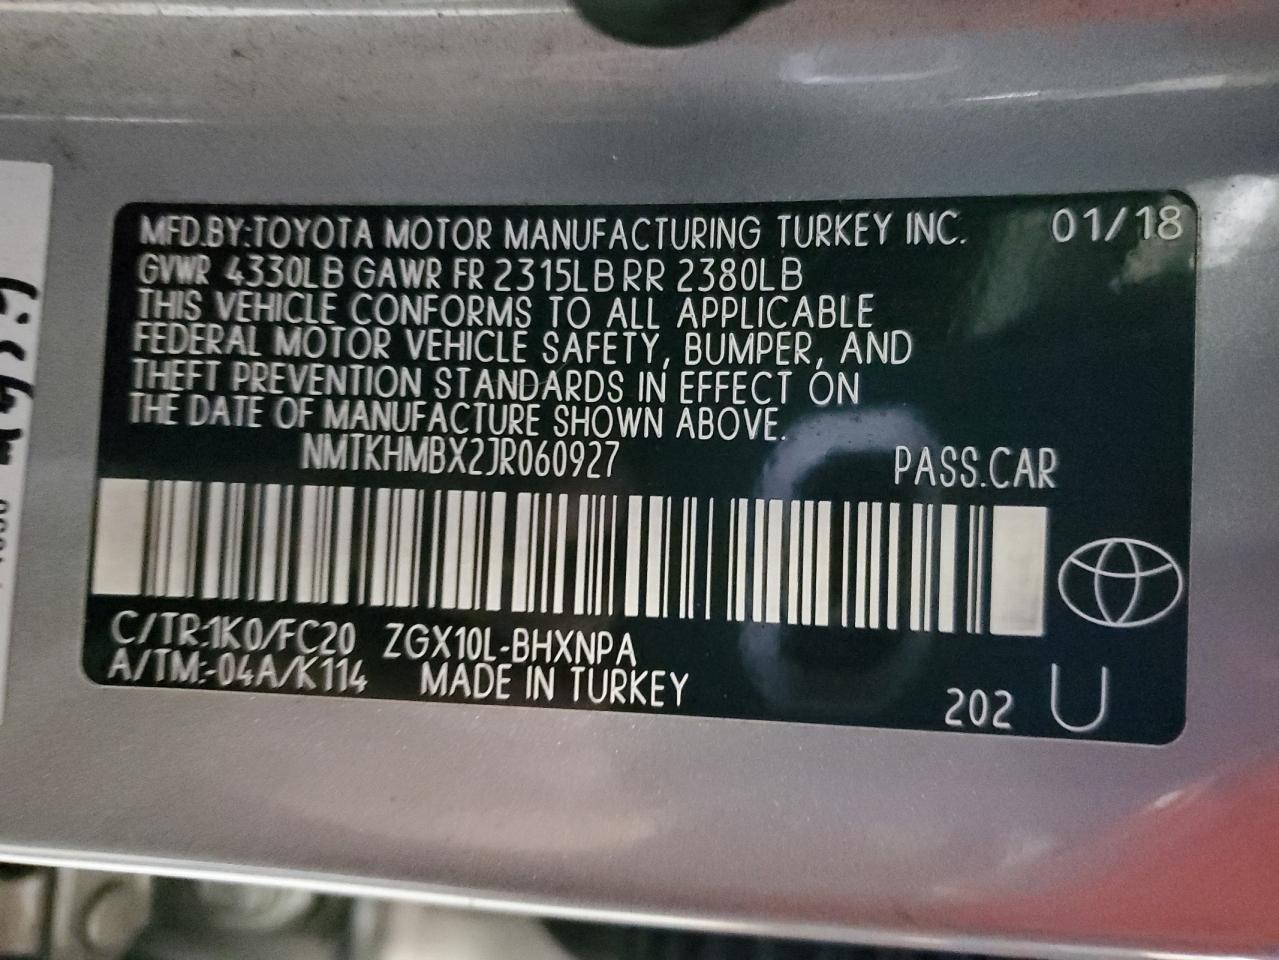 MFD.BY:TOYOTA MOTOR MANUFACTURING TURKEY INC. 01/18
GVWR 4330LB GAWR FR 2315LB RR 2380LB
THIS VEHICLE CONFORMS TO ALL APPLICABLE
FEDERAL MOTOR VEHICLE SAFETY, BUMPER, AND
THEFT PREVENTION STANDARDS IN EFFECT ON
THE DATE OF MANUFACTURE SHOWN ABOVE.
NMTKHMBX2JR060927 PASS.CAR
C/TR:1K0/FC20 ZGX10L-BHXNPA
A/TM:-04A/K114 MADE IN TURKEY
202 U